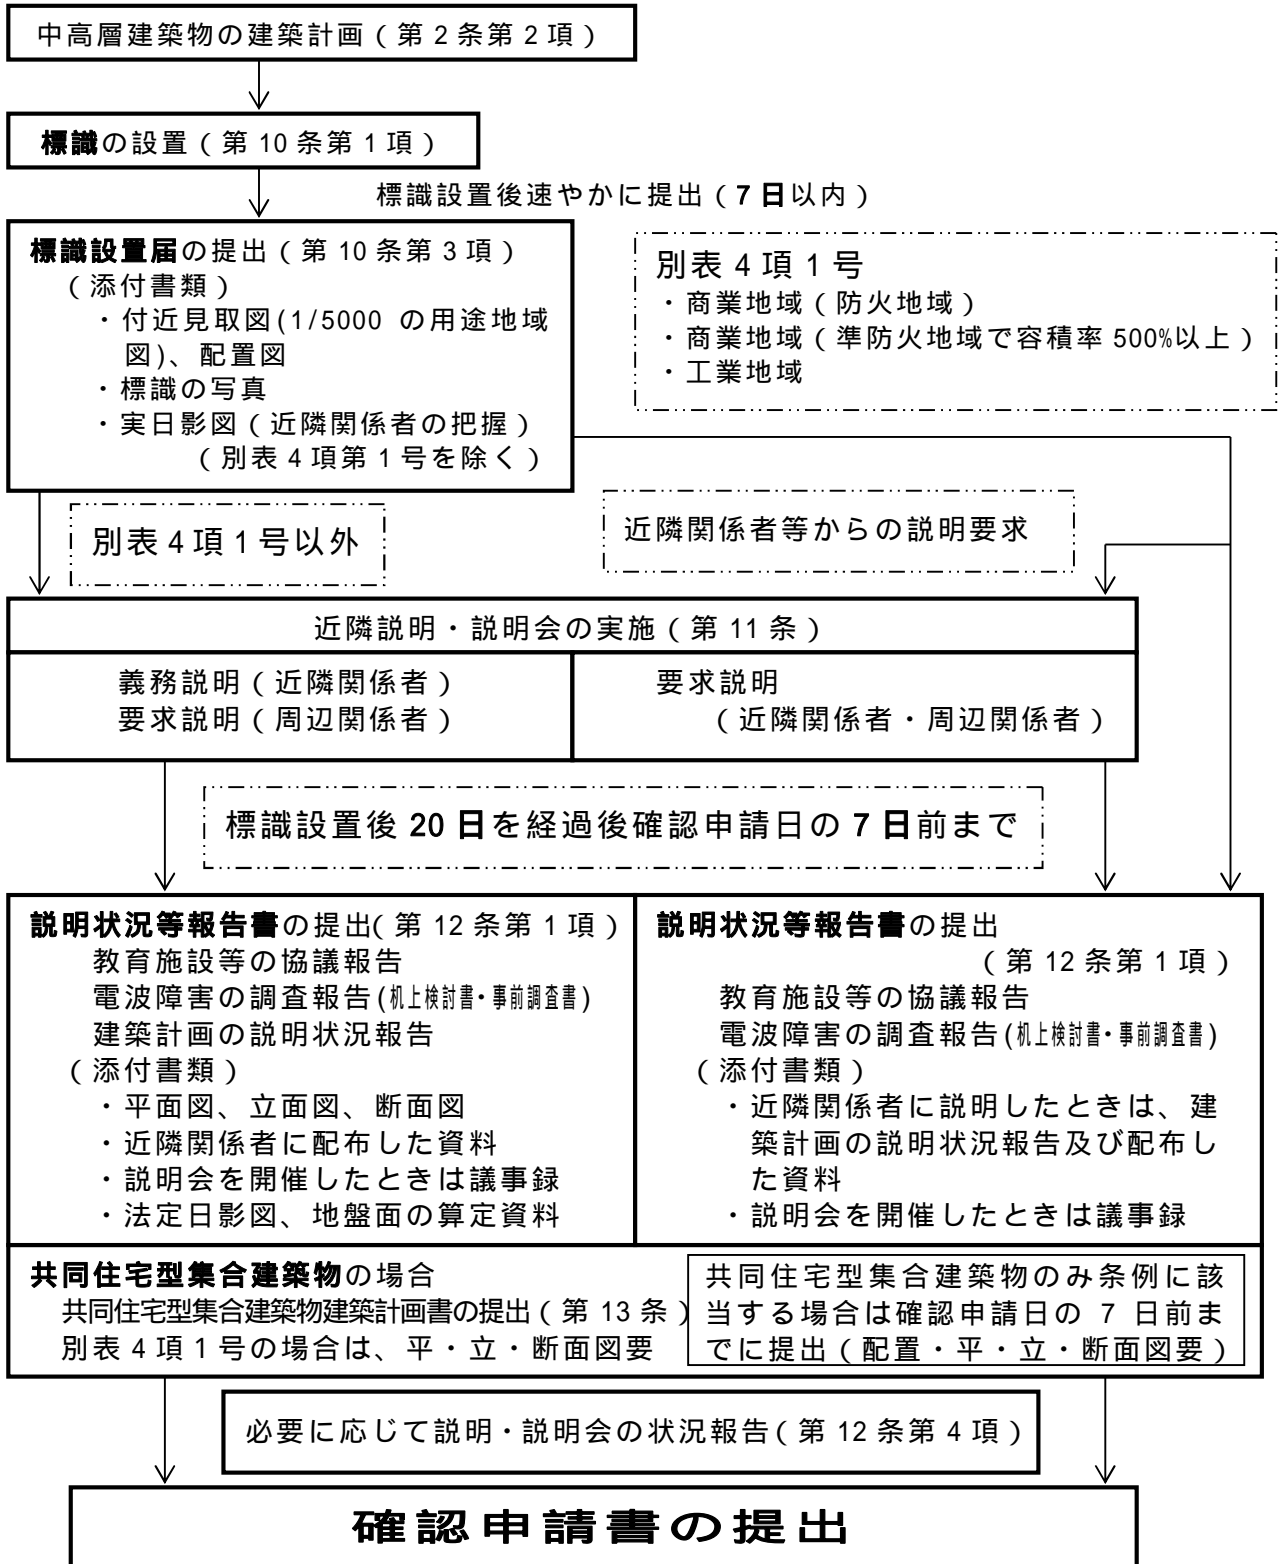 中高層建築物の建築計画（第2条第2項）
標識の設置（第10条第1項）
標識設置後速やかに提出（7日以内）
標識設置届の提出（第10条第3項）
（添付書類）
・付近見取図(1/5000 の用途地域
図)、配置図
・標識の写真
・実日影図（近隣関係者の把握）
（別表4項第1号を除く）
別表4項1号
・商業地域（防火地域）
・商業地域（準防火地域で容積率500%以上）
・工業地域
別表4項1号以外
近隣関係者等からの説明要求
近隣説明・説明会の実施（第11条）
義務説明（近隣関係者）
要求説明（周辺関係者）
要求説明
（近隣関係者・周辺関係者）
標識設置後20日を経過後確認申請日の7日前まで
説明状況等報告書の提出（第12条第1項）
教育施設等の協議報告
電波障害の調査報告(机上検討書・事前調査書)
建築計画の説明状況報告
（添付書類）
・平面図、立面図、断面図
・近隣関係者に配布した資料
・説明会を開催したときは議事録
・法定日影図、地盤面の算定資料
説明状況等報告書の提出
（第12条第1項）
教育施設等の協議報告
電波障害の調査報告(机上検討書・事前調査書)
（添付書類）
・近隣関係者に説明したときは、建
築計画の説明状況報告及び配布し
た資料
・説明会を開催したときは議事録
共同住宅型集合建築物の場合
共同住宅型集合建築物建築計画書の提出（第13条）
別表4項1号の場合は、平・立・断面図要
共同住宅型集合建築物のみ条例に該
当する場合は確認申請日の7日前ま
でに提出（配置・平・立・断面図要）
必要に応じて説明・説明会の状況報告（第12条第4項）
確認申請書の提出